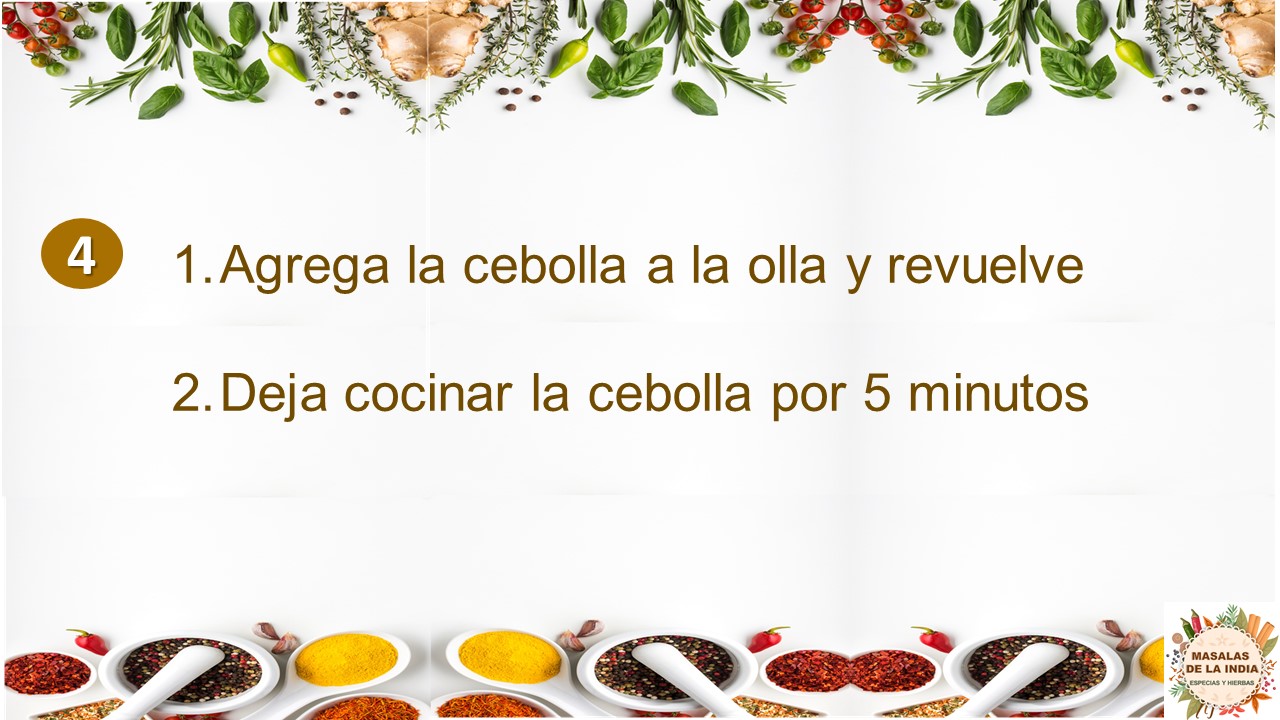 4
1. Agrega la cebolla a la olla y revuelve
2. Deja cocinar la cebolla por 5 minutos
MASALAS
DE LA INDIA
ESPECIAS Y HIERBAS